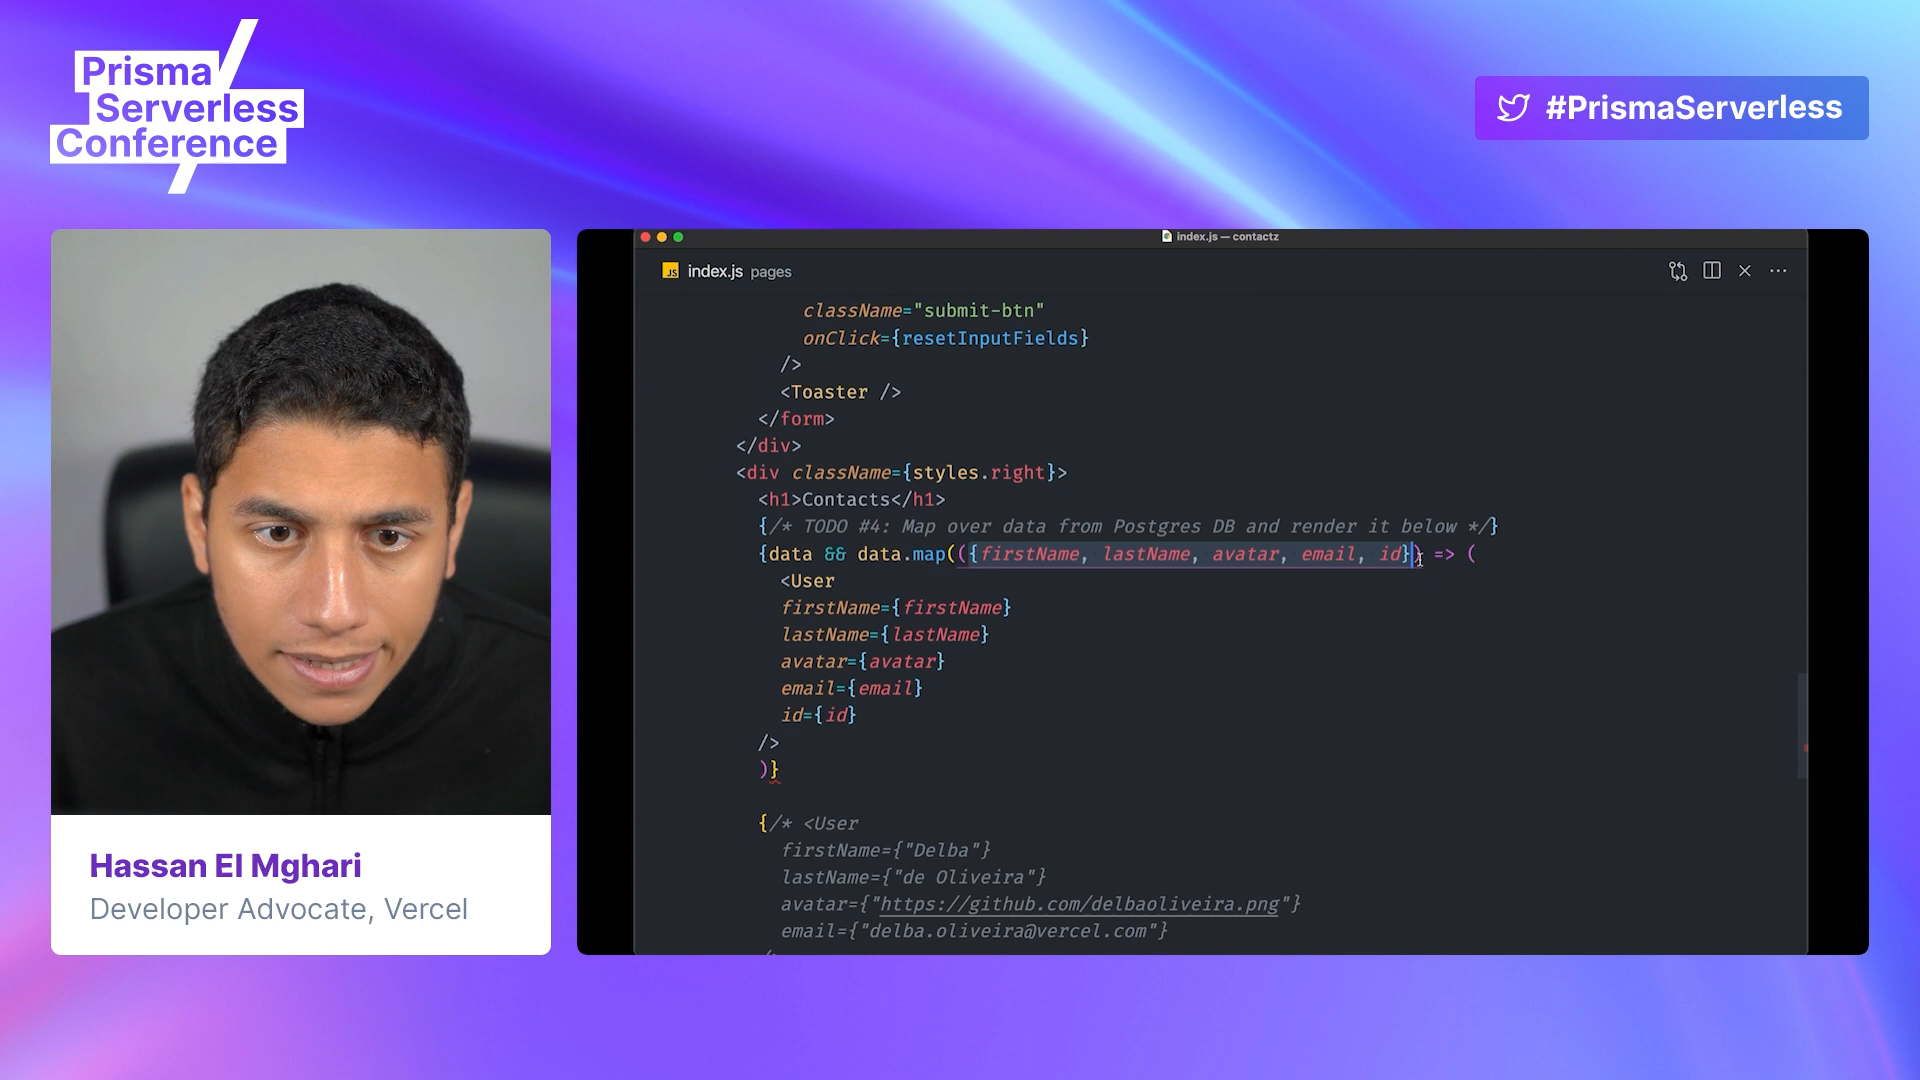 Prisma
Serverless
Conference
#PrismaServerless
index.js — contactz
JS index.js pages
className="submit-btn"
onClick={resetInputFields}
/>
<Toaster />
</form>
</div>
<div className={styles.right}>
<h1>Contacts</h1>
{/* TODO #4: Map over data from Postgres DB and render it below */}
{data && data.map(({firstName, lastName, avatar, email, id}) => (
<User
firstName={firstName}
lastName={lastName}
avatar={avatar}
email={email}
id={id}
/>
)}
{/* <User
firstName={"Delba"}
lastName={"de Oliveira"}
avatar={"https://github.com/delbaoliveira.png"}
email={"delba.oliveira@vercel.com"}
Hassan El Mghari
Developer Advocate, Vercel